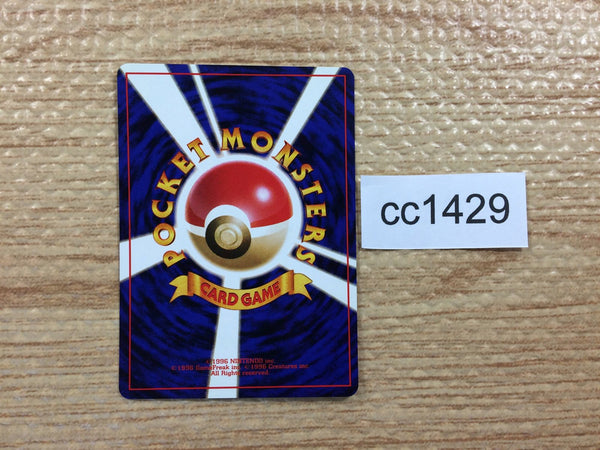 POCKET MONSTERS
CARD GAME
cc1429
©1996 NINTENDO inc.
©1996 GameFreak inc. ©1996 Creatures inc.
All Rights reserved.